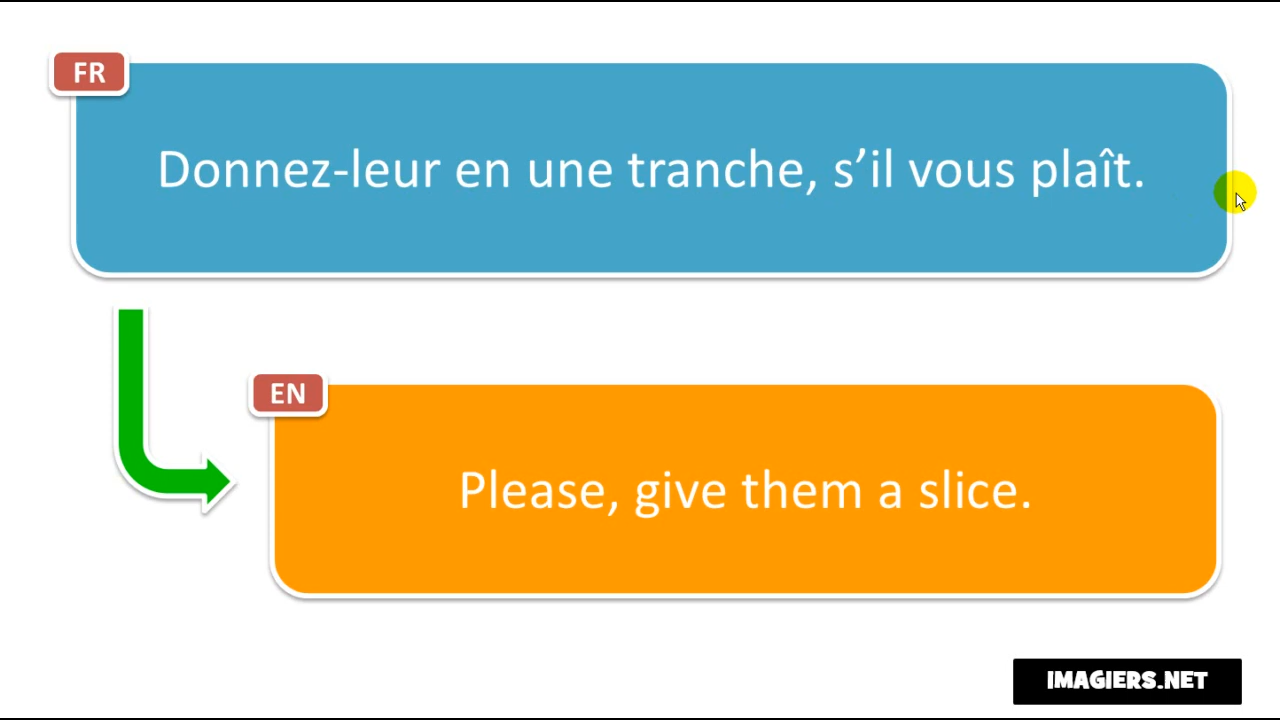 FR
Donnez-leur en une tranche, s’il vous plaît.
EN
Please, give them a slice.
IMAGIERS.NET